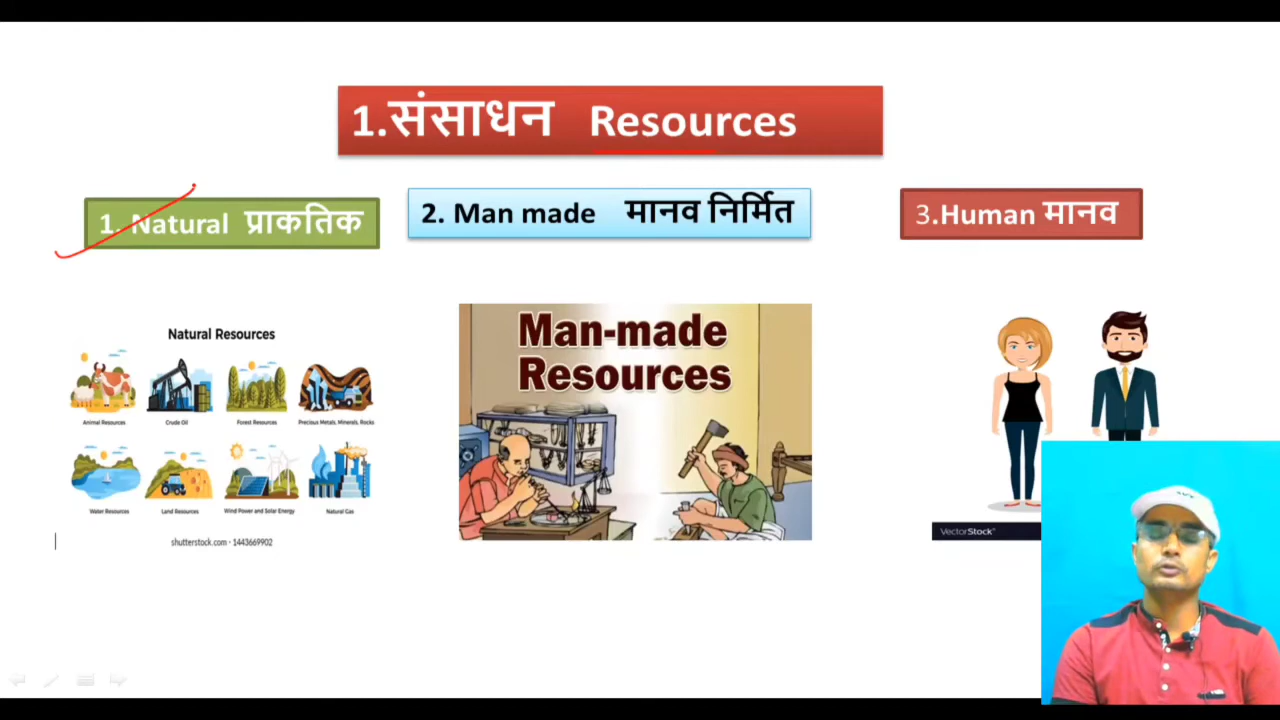 1.संसाधन Resources
1. Natural प्राकतिक
2. Man made मानव निर्मित
3.Human मानव
Natural Resources
Animal Resources
Crude Oil
Forest Resources
Precious Metals, Minerals, Rocks
Water Resources
Land Resources
Wind Power and Solar Energy
Natural Gas
shutterstock.com · 1443669902
Man-made
Resources
VectorStock